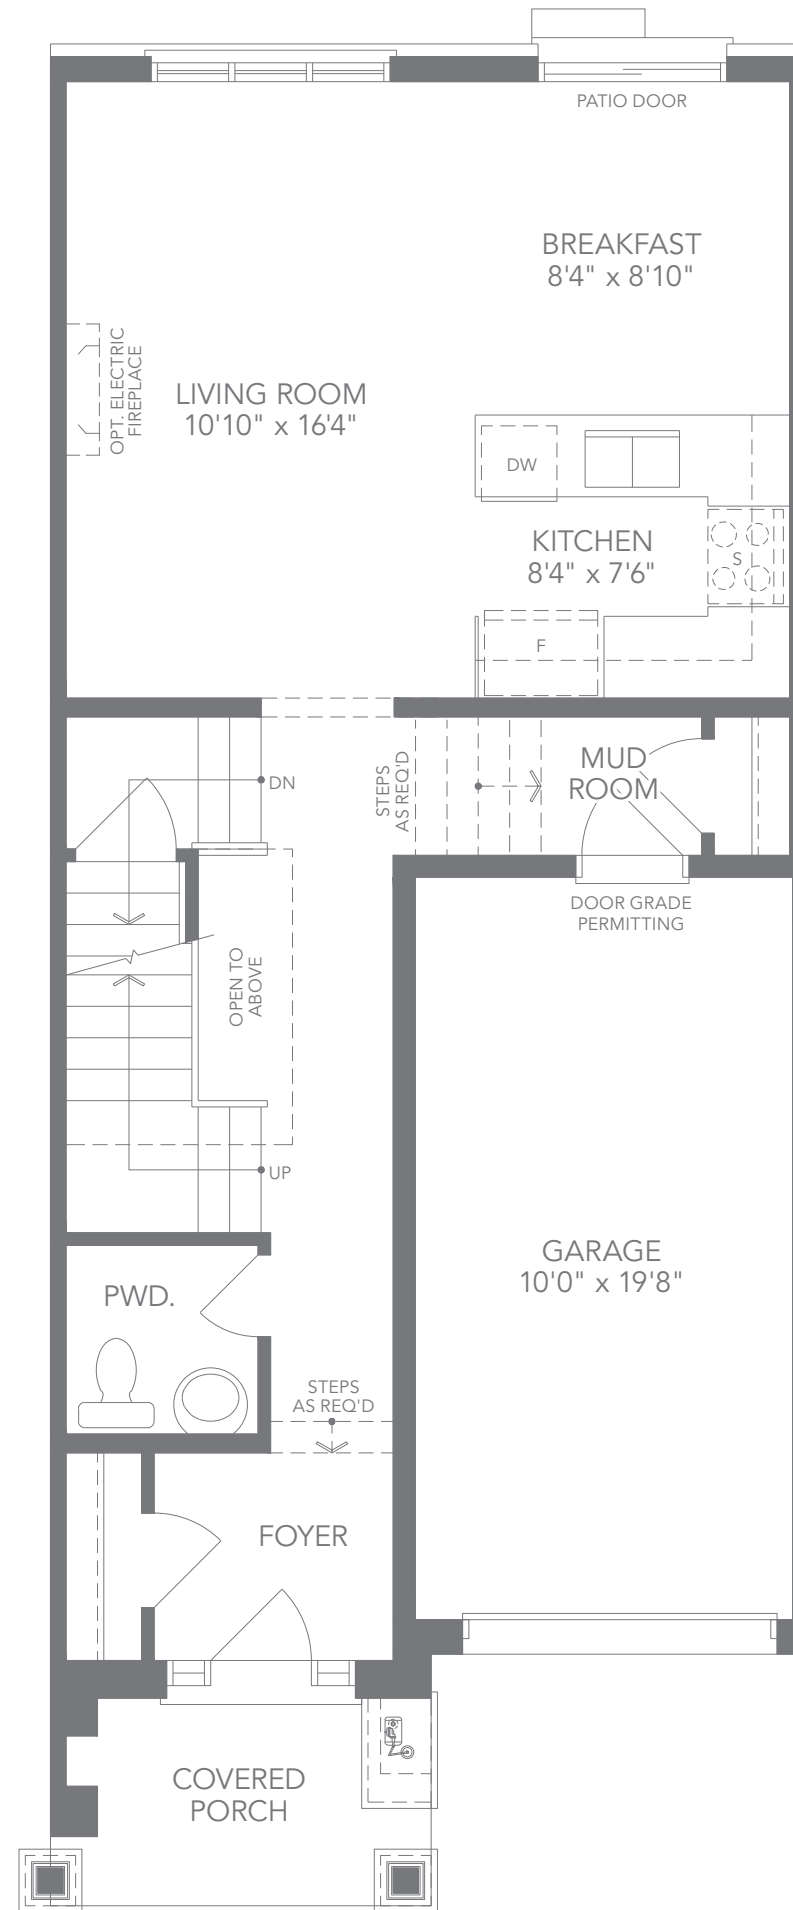 PATIO DOOR
BREAKFAST
8'4" x 8'10"
OPT. ELECTRIC
FIREPLACE
LIVING ROOM
10'10" x 16'4"
DW
KITCHEN
8'4" x 7'6"
S
F
DN
STEPS
AS REQ'D
MUD
ROOM
DOOR GRADE
PERMITTING
OPEN TO
ABOVE
UP
GARAGE
10'0" x 19'8"
PWD.
STEPS
AS REQ'D
FOYER
COVERED
PORCH